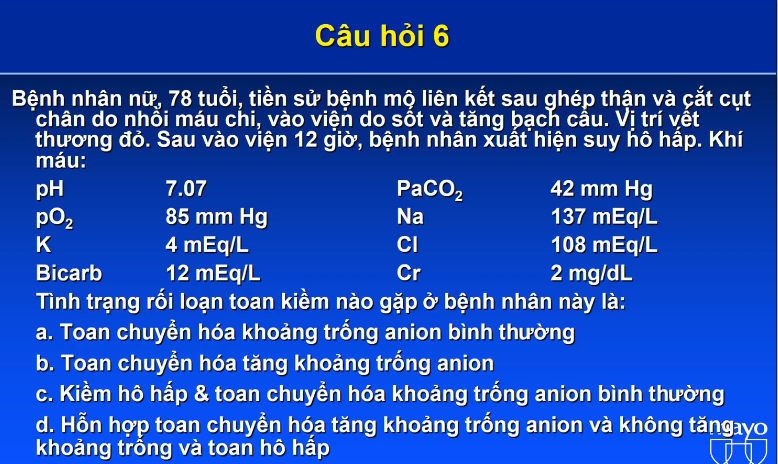 Câu hỏi 6
Bệnh nhân nữ, 78 tuổi, tiền sử bệnh mô liên kết sau ghép thận và cắt cụt
chân do nhồi máu chi, vào viện do sốt và tăng bạch cầu. Vị trí vết
thương đỏ. Sau vào viện 12 giờ, bệnh nhân xuất hiện suy hô hấp. Khí
máu:
pH 7.07 PaCO₂ 42 mm Hg
pO₂ 85 mm Hg Na 137 mEq/L
K 4 mEq/L Cl 108 mEq/L
Bicarb 12 mEq/L Cr 2 mg/dL
Tình trạng rối loạn toan kiềm nào gặp ở bệnh nhân này là:
a. Toan chuyển hóa khoảng trống anion bình thường
b. Toan chuyển hóa tăng khoảng trống anion
c. Kiềm hô hấp & toan chuyển hóa khoảng trống anion bình thường
d. Hỗn hợp toan chuyển hóa tăng khoảng trống anion và không tăng
khoảng trống và toan hô hấp